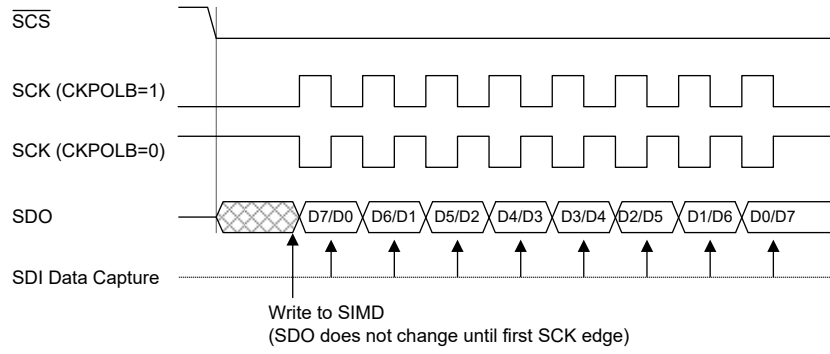 SCS
SCK (CKPOLB=1)
SCK (CKPOLB=0)
SDO D7/D0 D6/D1 D5/D2 D4/D3 D3/D4 D2/D5 D1/D6 D0/D7
SDI Data Capture
Write to SIMD
(SDO does not change until first SCK edge)